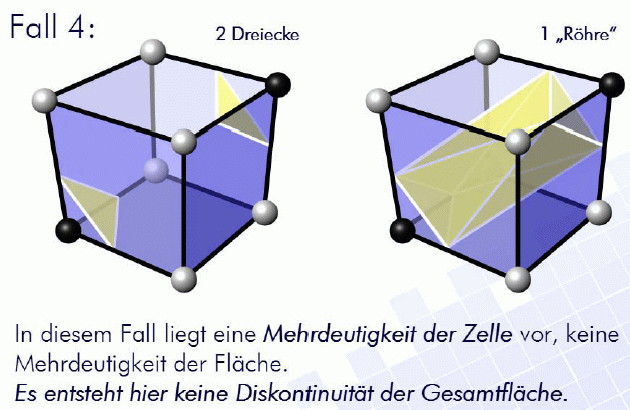 Fall 4:
2 Dreiecke
1 „Röhre“
In diesem Fall liegt eine Mehrdeutigkeit der Zelle vor, keine
Mehrdeutigkeit der Fläche.
Es entsteht hier keine Diskontinuität der Gesamtfläche.